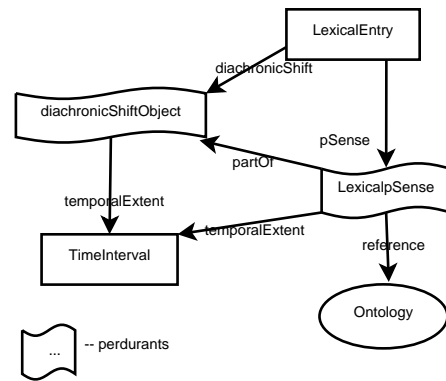 LexicalEntry
diachronicShift
diachronicShiftObject
pSense
partOf
LexicalpSense
temporalExtent
temporalExtent
reference
TimeInterval
Ontology
... -- perdurants